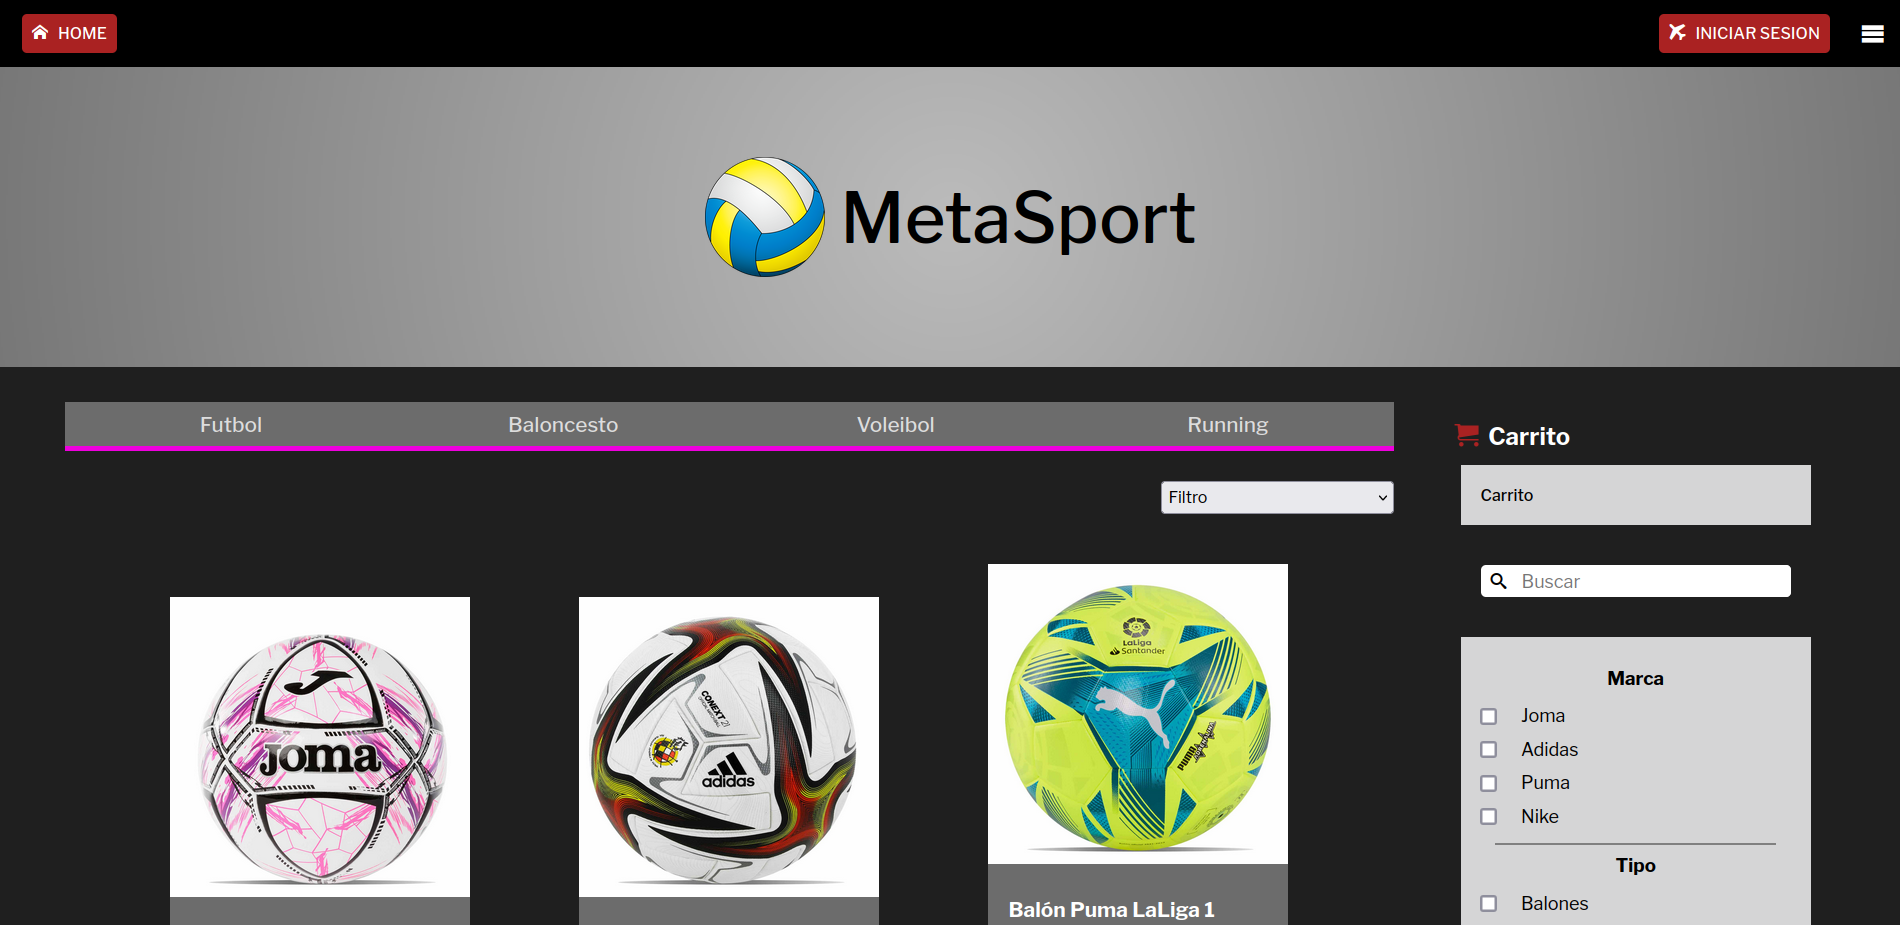 HOME
INICIAR SESION
MetaSport
Futbol
Baloncesto
Voleibol
Running
Carrito
Carrito
Filtro
Buscar
Joma
CONEXT 21
adidas
LaLiga
Santander
PUMA
Marca
Joma
Adidas
Puma
Nike
Tipo
Balones
Balón Puma LaLiga 1